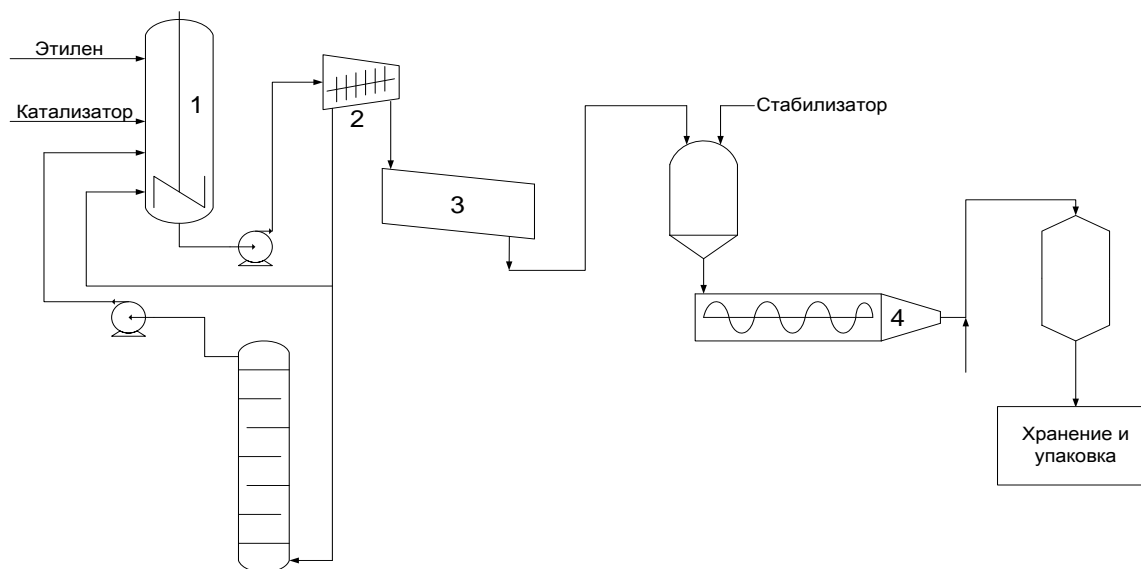 Этилен
Катализатор
1
2
3
Стабилизатор
4
Хранение и
упаковка